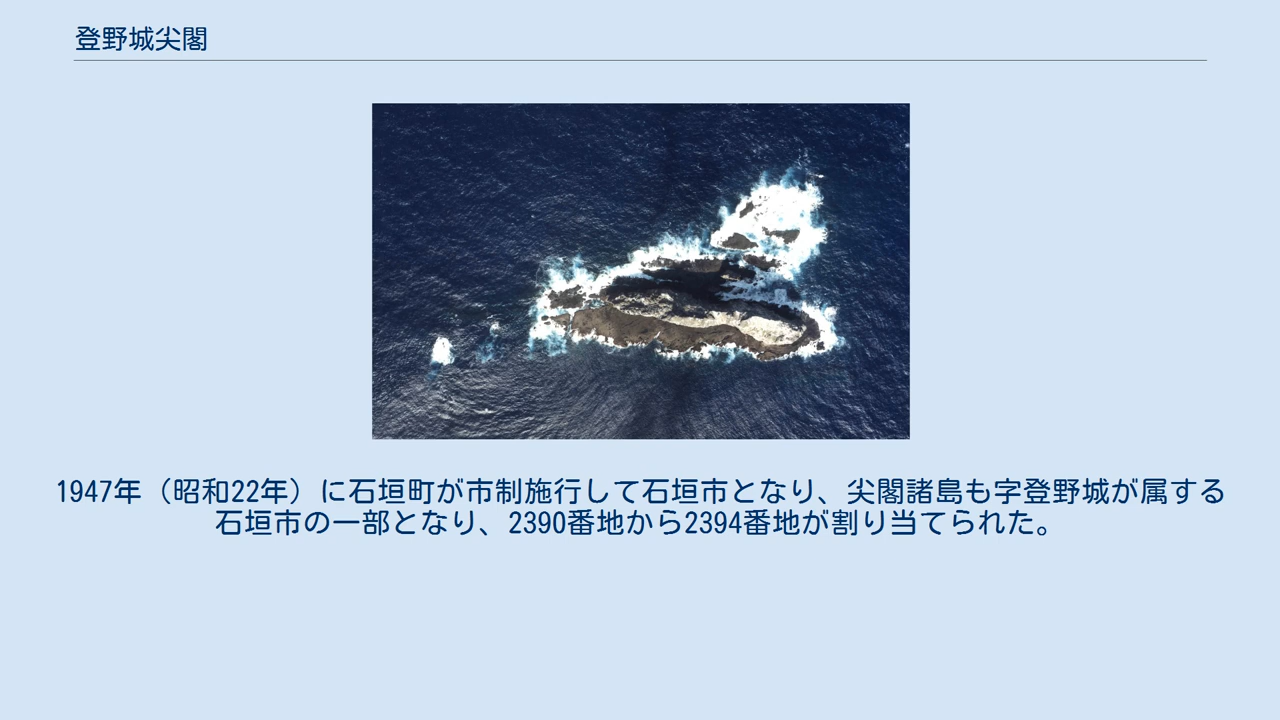 登野城尖閣
1947年（昭和22年）に石垣町が市制施行して石垣市となり、尖閣諸島も字登野城が属する
石垣市の一部となり、2390番地から2394番地が割り当てられた。